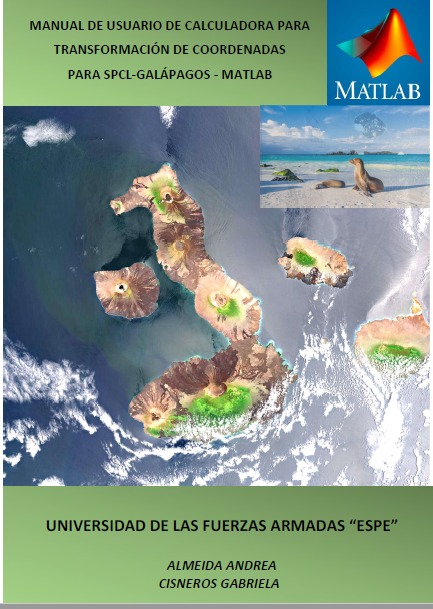 MANUAL DE USUARIO DE CALCULADORA PARA
TRANSFORMACIÓN DE COORDENADAS
PARA SPCL-GALÁPAGOS - MATLAB
MATLAB
UNIVERSIDAD DE LAS FUERZAS ARMADAS “ESPE”
ALMEIDA ANDREA
CISNEROS GABRIELA